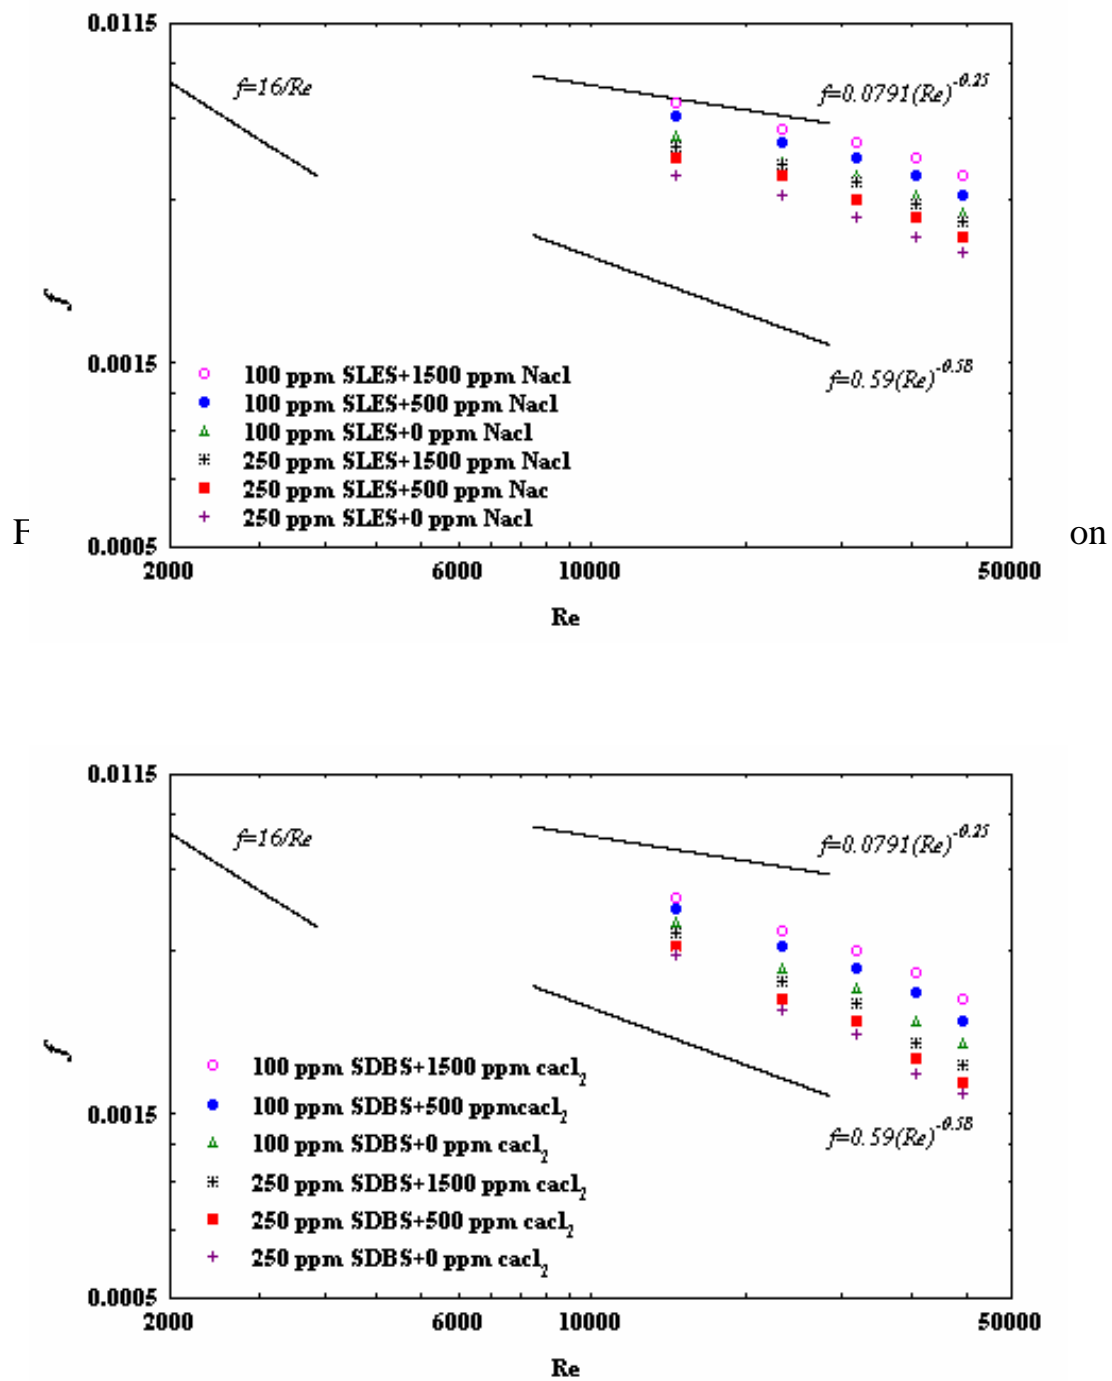 0.0115
f=16/Re
f=0.0791(Re)^-0.25
f
0.0015
f=0.59(Re)^-0.58
100 ppm SLES+1500 ppm Nacl
100 ppm SLES+500 ppm Nacl
100 ppm SLES+0 ppm Nacl
250 ppm SLES+1500 ppm Nacl
250 ppm SLES+500 ppm Nac
250 ppm SLES+0 ppm Nacl
F on
0.0005
2000 6000 10000 50000
Re
0.0115
f=16/Re
f=0.0791(Re)^-0.25
f
100 ppm SDBS+1500 ppm cacl2
0.0015
100 ppm SDBS+500 ppmcacl2
f=0.59(Re)^-0.58
100 ppm SDBS+0 ppm cacl2
250 ppm SDBS+1500 ppm cacl2
250 ppm SDBS+500 ppm cacl2
250 ppm SDBS+0 ppm cacl2
0.0005
2000 6000 10000 50000
Re